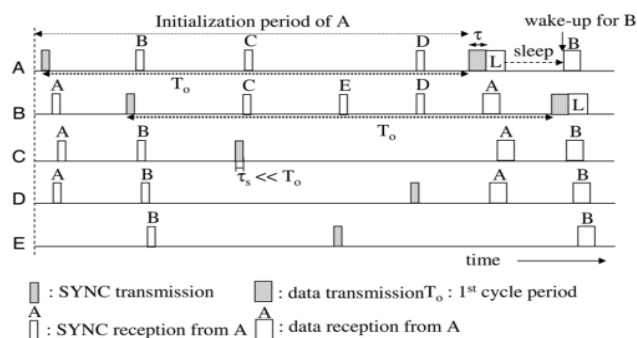 Initialization period of A
wake-up for B
A B C D τ L sleep B
T₀
B A C E D A L
T₀
C A B A B
τₛ << T₀
D A B A B
E B B
time
: SYNC transmission : data transmission T₀ : 1st cycle period
A A
: SYNC reception from A : data reception from A